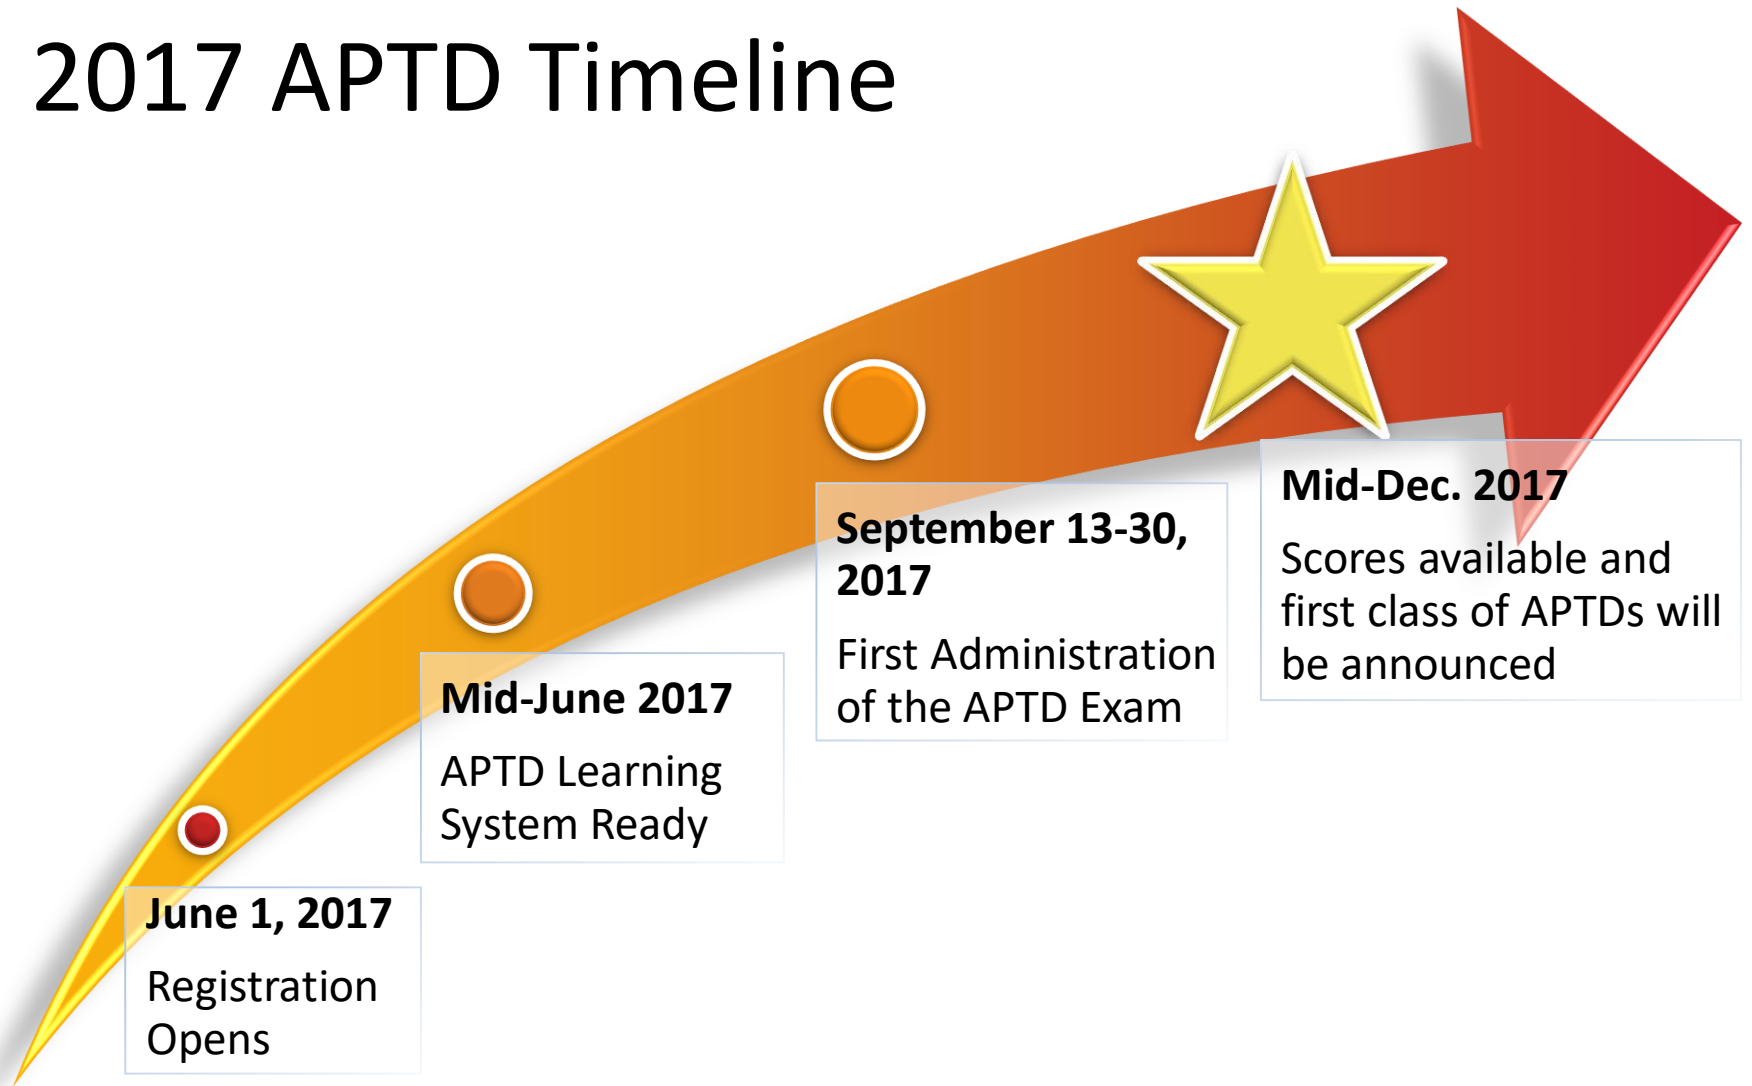 2017 APTD Timeline
June 1, 2017
Registration
Opens
Mid-June 2017
APTD Learning
System Ready
September 13-30,
2017
First Administration
of the APTD Exam
Mid-Dec. 2017
Scores available and
first class of APTDs will
be announced